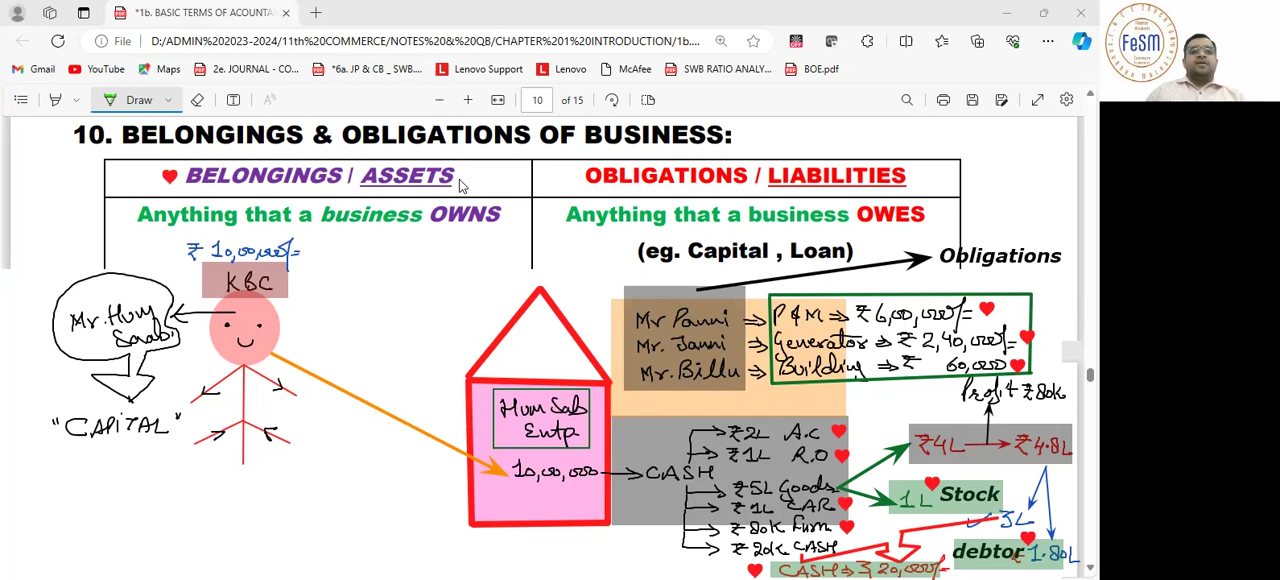 *1b. BASIC TERMS OF ACOUNTA
File
D:/ADMIN%202023-2024/11th%20COMMERCE/NOTES%20&%20QB/CHAPTER%201%20INTRODUCTION/1b....
Gmail YouTube Maps 2e. JOURNAL - CO... *6a. JP & CB _ SWB... Lenovo Support Lenovo McAfee SWB RATIO ANALY... BOE.pdf
Draw 10 of 15
FeSM
10. BELONGINGS & OBLIGATIONS OF BUSINESS:
BELONGINGS / ASSETS
OBLIGATIONS / LIABILITIES
Anything that a business OWNS
Anything that a business OWES
(eg. Capital , Loan)
Obligations
₹ 10,00,000/=
KBC
Mr. Hum
Saab
"CAPITAL"
Hum Sab
Entp
10,00,000 CASH
Mr Panni P & M ₹ 6,00,000/=
Mr. Janni Generator ₹ 2,40,000/=
Mr. Billu Building ₹ 60,000
Profit ₹80k
₹2L A.C
₹1L R.O
₹5L Goods
₹1L CAR
₹80k Furn
₹20k CASH
₹4L ₹4.8L
1L Stock
3L
debtor 1.80L
CASH ₹ 3,20,000/=